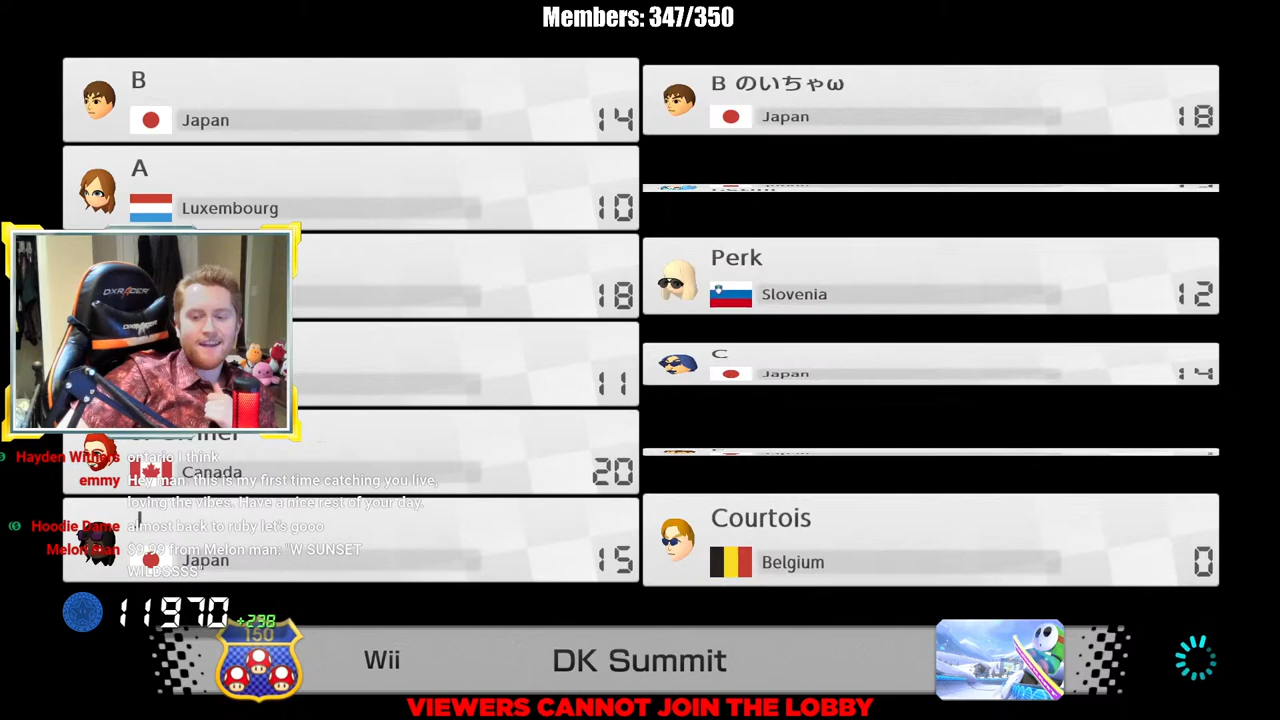 Members: 347/350
B
Japan
14
A
Luxembourg
10
18
11
Canada
20
J
Japan
15
B のいちゃω
Japan
18
Perk
Slovenia
12
C
Japan
14
Courtois
Belgium
0
DXRACER
Hayden Withers ontario I think
emmy Hey man, this is my first time catching you live,
loving the vibes. Have a nice rest of your day.
Hoodie Dame almost back to ruby let's gooo
Melon man $9.99 from Melon man: "W SUNSET
WILDSSSS"
11970 +298
150
Wii
DK Summit
VIEWERS CANNOT JOIN THE LOBBY